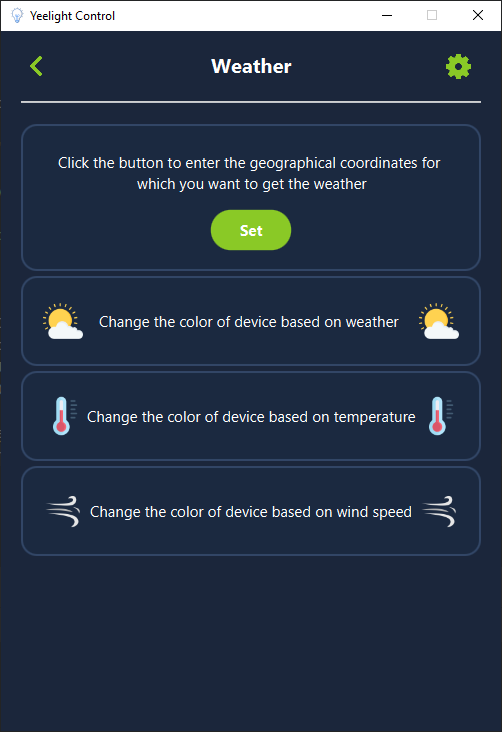 Yeelight Control
Weather
Click the button to enter the geographical coordinates for
which you want to get the weather
Set
Change the color of device based on weather
Change the color of device based on temperature
Change the color of device based on wind speed